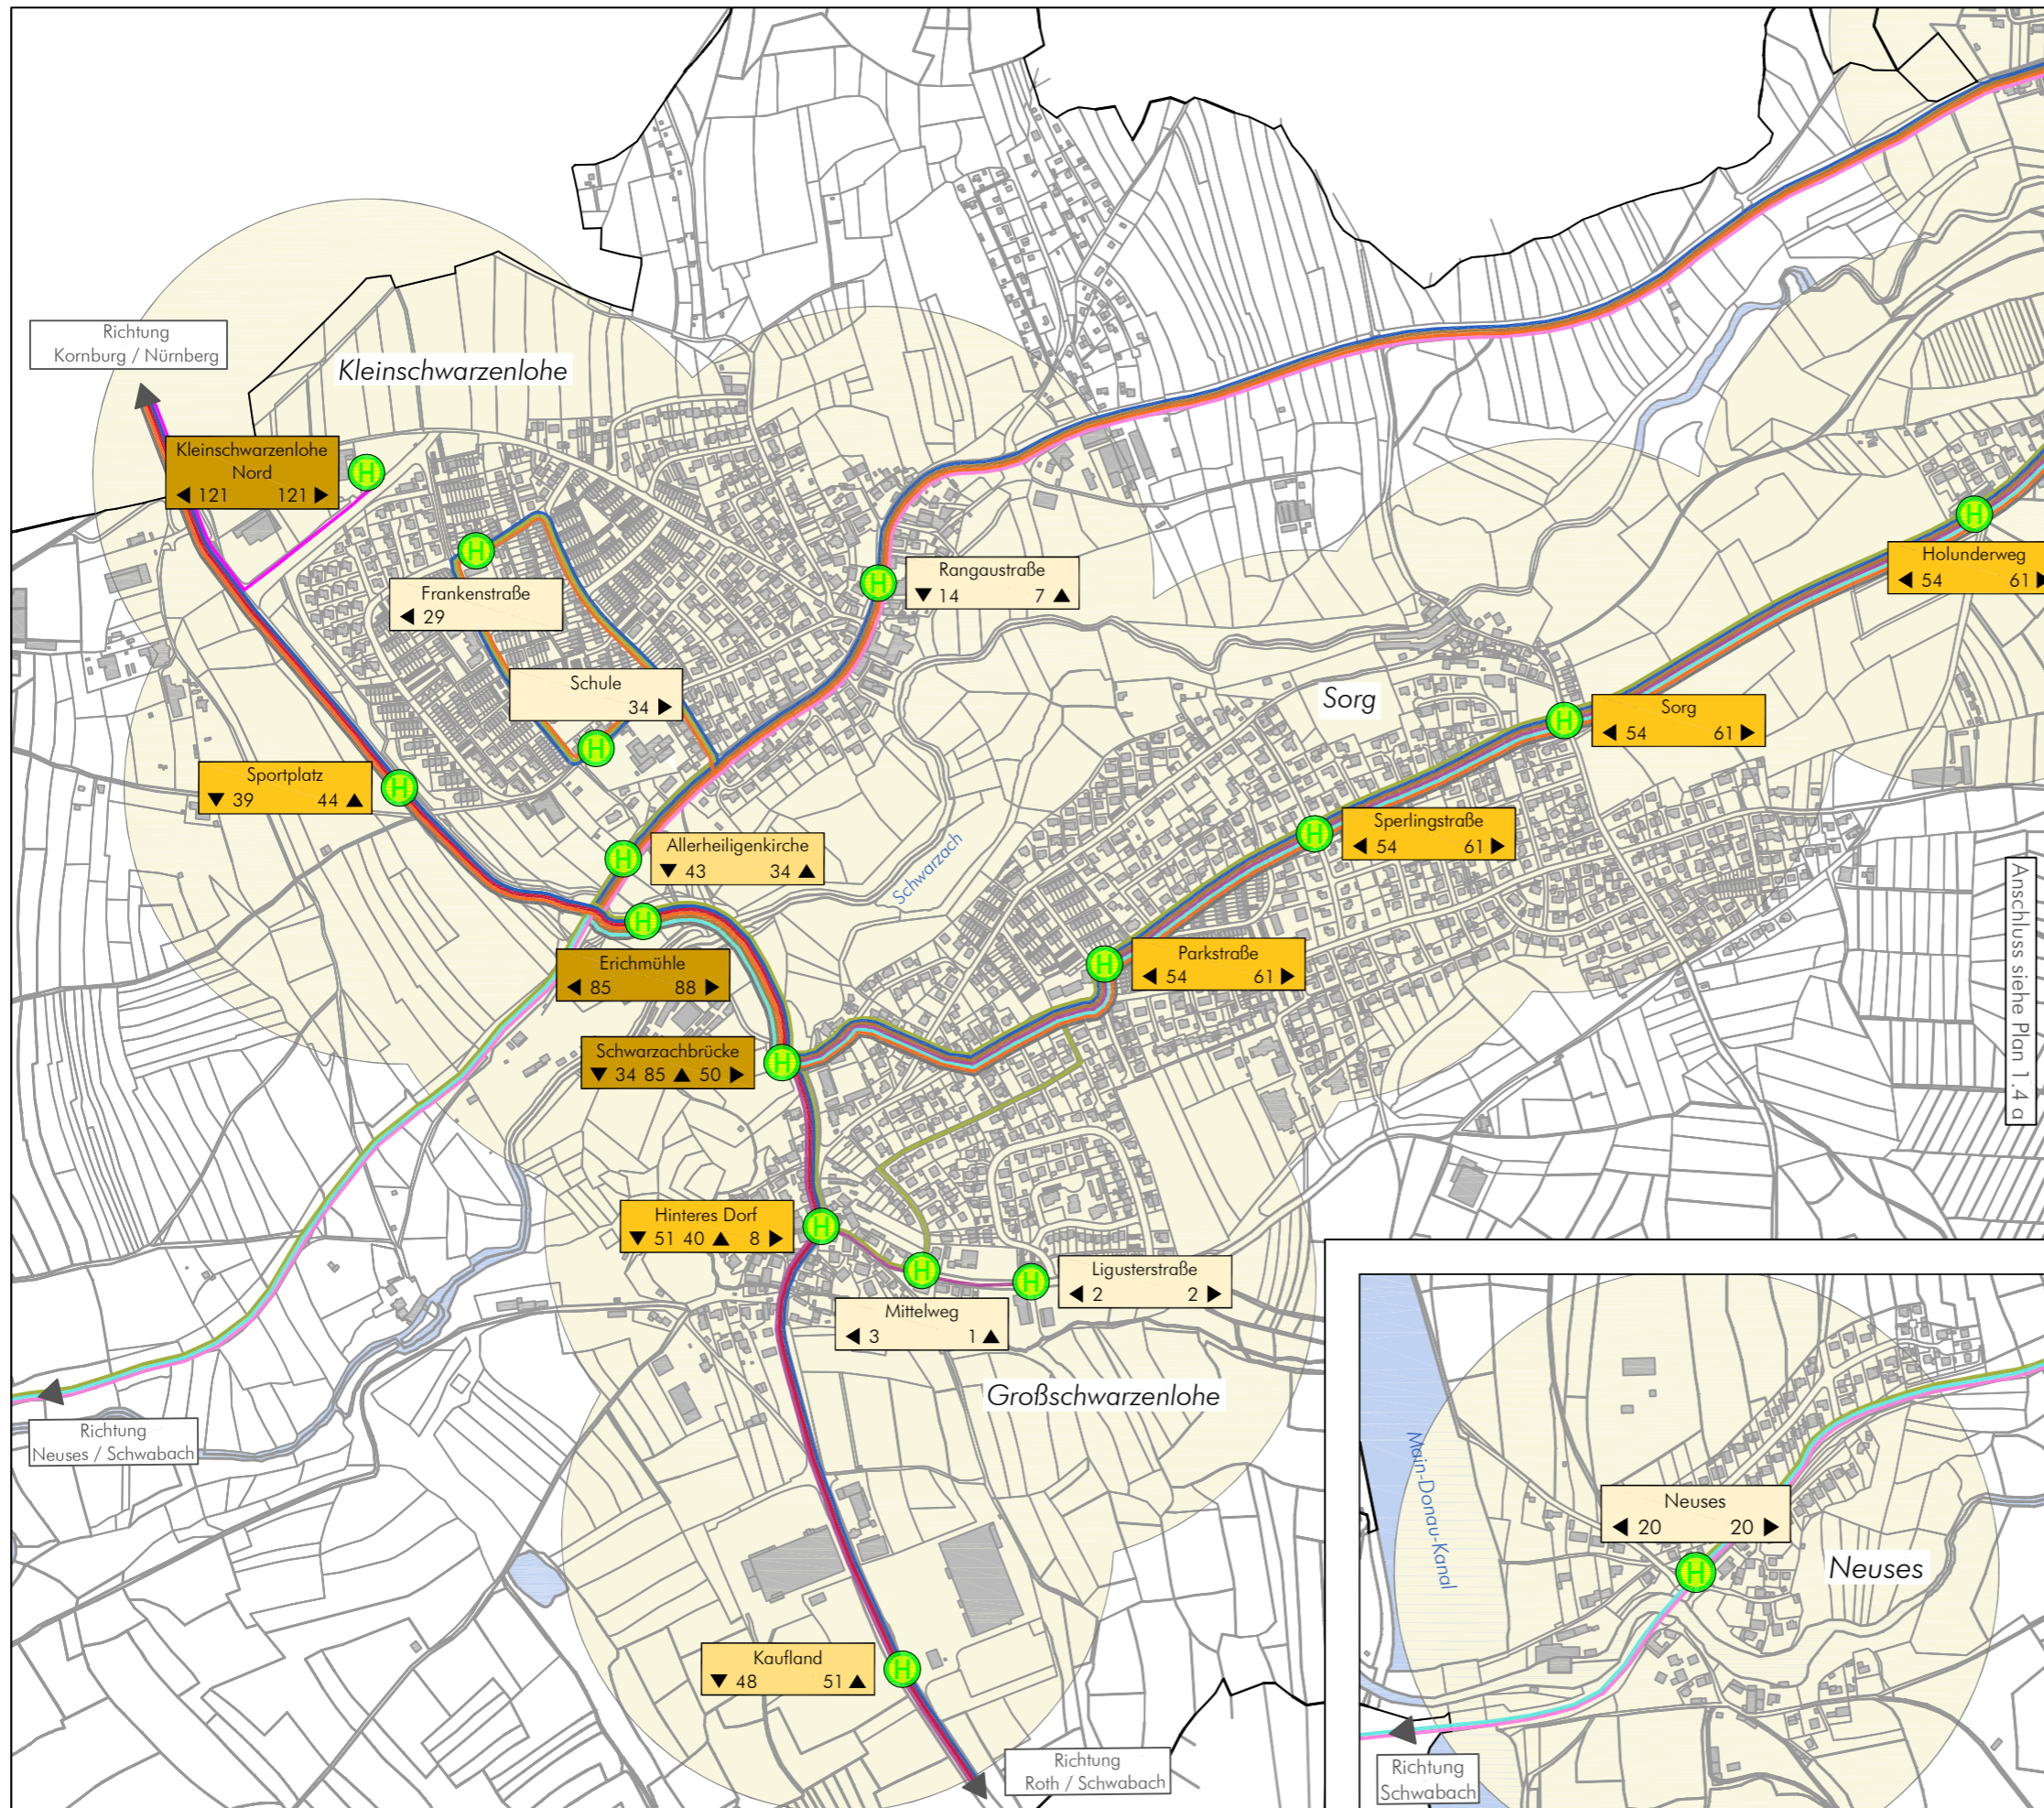 Richtung
Kornburg / Nürnberg
Kleinschwarzenlohe
Kleinschwarzenlohe
Nord
◀ 121 121 ▶
H
H
Frankenstraße
◀ 29
H
Rangaustraße
▼ 14 7 ▲
H
Holunderweg
◀ 54 61 ▶
Schule
34 ▶
H
Sorg
H
Sorg
◀ 54 61 ▶
Sportplatz
▼ 39 44 ▲
H
H
Sperlingstraße
◀ 54 61 ▶
H
Allerheiligenkirche
▼ 43 34 ▲
Schwarzach
Anschluss siehe Plan 1.4 a
H
Erichmühle
◀ 85 88 ▶
H
Parkstraße
◀ 54 61 ▶
Schwarzachbrücke
▼ 34 85 ▲ 50 ▶
H
Hinteres Dorf
▼ 51 40 ▲ 8 ▶
H
H
H
Ligusterstraße
◀ 2 2 ▶
Mittelweg
◀ 3 1 ▲
Großschwarzenlohe
Richtung
Neuses / Schwabach
Main-Donau-Kanal
Neuses
◀ 20 20 ▶
H
Neuses
Kaufland
▼ 48 51 ▲
H
Richtung
Roth / Schwabach
Richtung
Schwabach